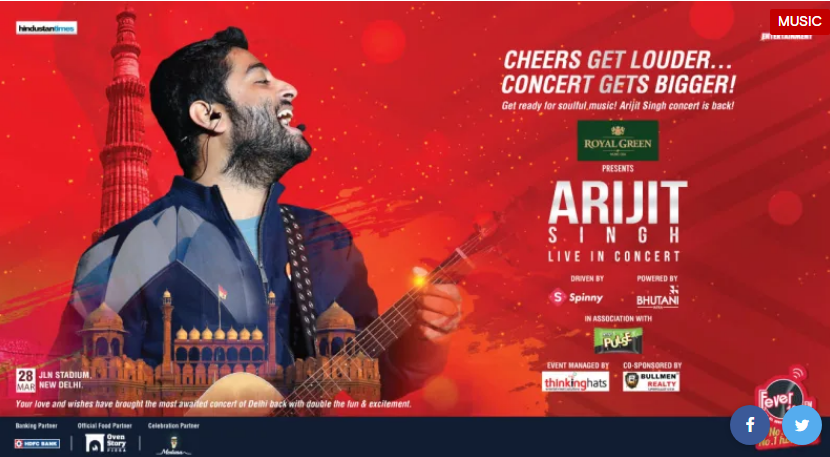 hindustantimes
MUSIC
ENTERTAINMENT
CHEERS GET LOUDER...
CONCERT GETS BIGGER!
Get ready for soulful music! Arijit Singh concert is back!
ROYAL GREEN
PRESENTS
ARIJIT
SINGH
LIVE IN CONCERT
DRIVEN BY
POWERED BY
Spinny
BHUTANI
IN ASSOCIATION WITH
PULSE
EVENT MANAGED BY
CO-SPONSORED BY
thinkinghats
BULLMEN
REALTY
28
MAR
JLN STADIUM,
NEW DELHI.
Your love and wishes have brought the most awaited concert of Delhi back with double the fun & excitement.
Fever
Banking Partner
Official Food Partner
Celebration Partner
HDFC BANK
Oven
Story
PIZZA